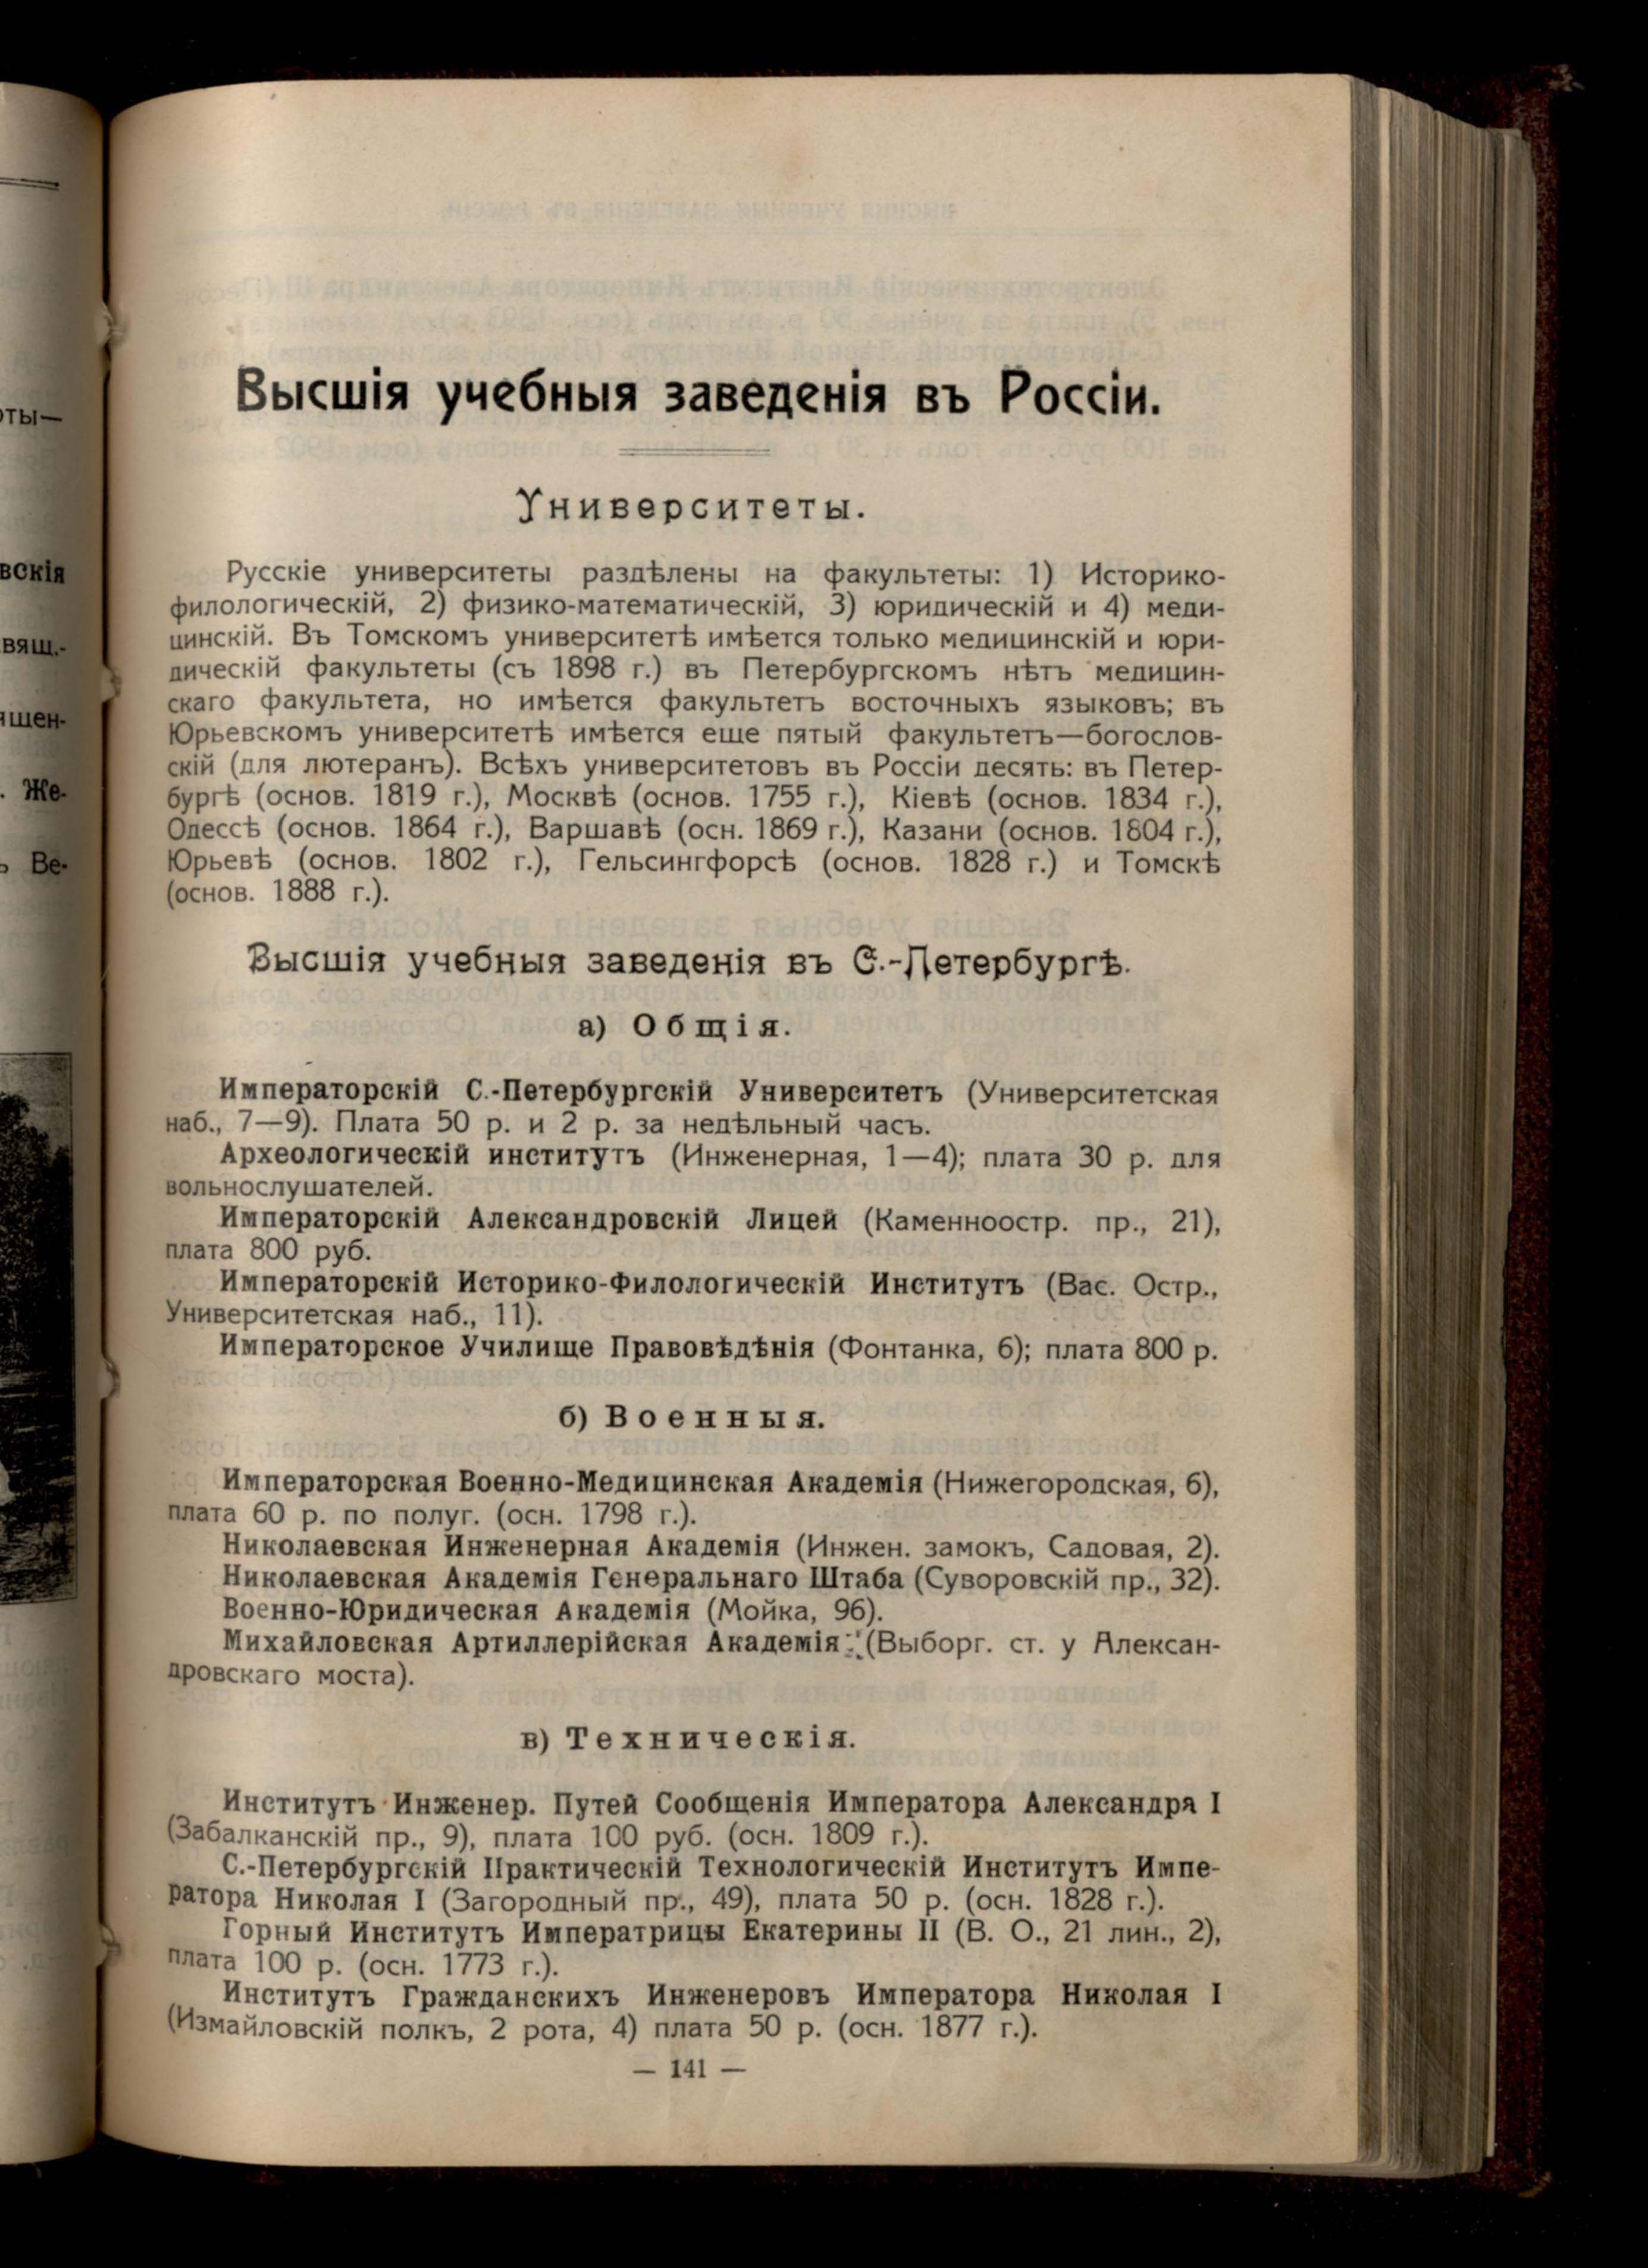 Высшія учебныя заведенія въ Россіи.
Университеты.
Русскіе университеты раздѣлены на факультеты: 1) Историко-
филологическій, 2) физико-математическій, 3) юридическій и 4) меди-
цинскій. Въ Томскомъ университетѣ имѣется только медицинскій и юри-
дическій факультеты (съ 1898 г.) въ Петербургскомъ нѣтъ медицин-
скаго факультета, но имѣется факультетъ восточныхъ языковъ; въ
Юрьевскомъ университетѣ имѣется еще пятый факультетъ—богослов-
скій (для лютеранъ). Всѣхъ университетовъ въ Россіи десять: въ Петер-
бургѣ (основ. 1819 г.), Москвѣ (основ. 1755 г.), Кіевѣ (основ. 1834 г.),
Одессѣ (основ. 1864 г.), Варшавѣ (осн. 1869 г.), Казани (основ. 1804 г.),
Юрьевѣ (основ. 1802 г.), Гельсингфорсѣ (основ. 1828 г.) и Томскѣ
(основ. 1888 г.).
Высшія учебныя заведенія въ С.-Петербургѣ.
а) Общія.
Императорскій С.-Петербургскій Университетъ (Университетская
наб., 7—9). Плата 50 р. и 2 р. за недѣльный часъ.
Археологическій институтъ (Инженерная, 1—4); плата 30 р. для
вольнослушателей.
Императорскій Александровскій Лицей (Каменноостр. пр., 21),
плата 800 руб.
Императорскій Историко-Филологическій Институтъ (Вас. Остр.,
Университетская наб., 11).
Императорское Училище Правовѣдѣнія (Фонтанка, 6); плата 800 р.
б) Военныя.
Императорская Военно-Медицинская Академія (Нижегородская, 6),
плата 60 р. по полуг. (осн. 1798 г.).
Николаевская Инженерная Академія (Инжен. замокъ, Садовая, 2).
Николаевская Академія Генеральнаго Штаба (Суворовскій пр., 32).
Военно-Юридическая Академія (Мойка, 96).
Михайловская Артиллерійская Академія (Выборг. ст. у Алексан-
дровскаго моста).
в) Техническія.
Институтъ Инженер. Путей Сообщенія Императора Александра I
(Забалканскій пр., 9), плата 100 руб. (осн. 1809 г.).
С.-Петербургскій Практическій Технологическій Институтъ Импе-
ратора Николая I (Загородный пр., 49), плата 50 р. (осн. 1828 г.).
Горный Институтъ Императрицы Екатерины II (В. О., 21 лин., 2),
плата 100 р. (осн. 1773 г.).
Институтъ Гражданскихъ Инженеровъ Императора Николая I
(Измайловскій полкъ, 2 рота, 4) плата 50 р. (осн. 1877 г.).
— 141 —